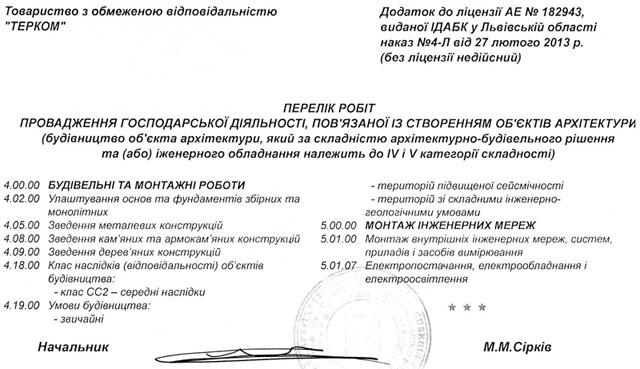 Товариство з обмеженою відповідальністю
"ТЕРКОМ"
Додаток до ліцензії АЕ № 182943,
виданої ІДАБК у Львівській області
наказ №4-Л від 27 лютого 2013 р.
(без ліцензії недійсний)
ПЕРЕЛІК РОБІТ
ПРОВАДЖЕННЯ ГОСПОДАРСЬКОЇ ДІЯЛЬНОСТІ, ПОВ'ЯЗАНОЇ ІЗ СТВОРЕННЯМ ОБ'ЄКТІВ АРХІТЕКТУРИ
(будівництво об'єкта архітектури, який за складністю архітектурно-будівельного рішення
та (або) іженерного обладнання належить до IV і V категорії складності)
4.00.00 БУДІВЕЛЬНІ ТА МОНТАЖНІ РОБОТИ
4.02.00 Улаштування основ та фундаментів збірних та
монолітних
4.05.00 Зведення металевих конструкцій
4.08.00 Зведення кам'яних та армокам'яних конструкцій
4.09.00 Зведення дерев'яних конструкцій
4.18.00 Клас наслідків (відповідальності) об'єктів
будівництва:
- клас СС2 – середні наслідки
4.19.00 Умови будівництва:
- звичайні
- територій підвищеної сейсмічності
- територій зі складними інженерно-
геологічними умовами
5.00.00 МОНТАЖ ІНЖЕНЕРНИХ МЕРЕЖ
5.01.00 Монтаж внутрішніх інженерних мереж, систем,
приладів і засобів вимірювання
5.01.07 Електропостачання, електрообладнання і
електроосвітлення
* * *
Начальник
М.М.Сірків